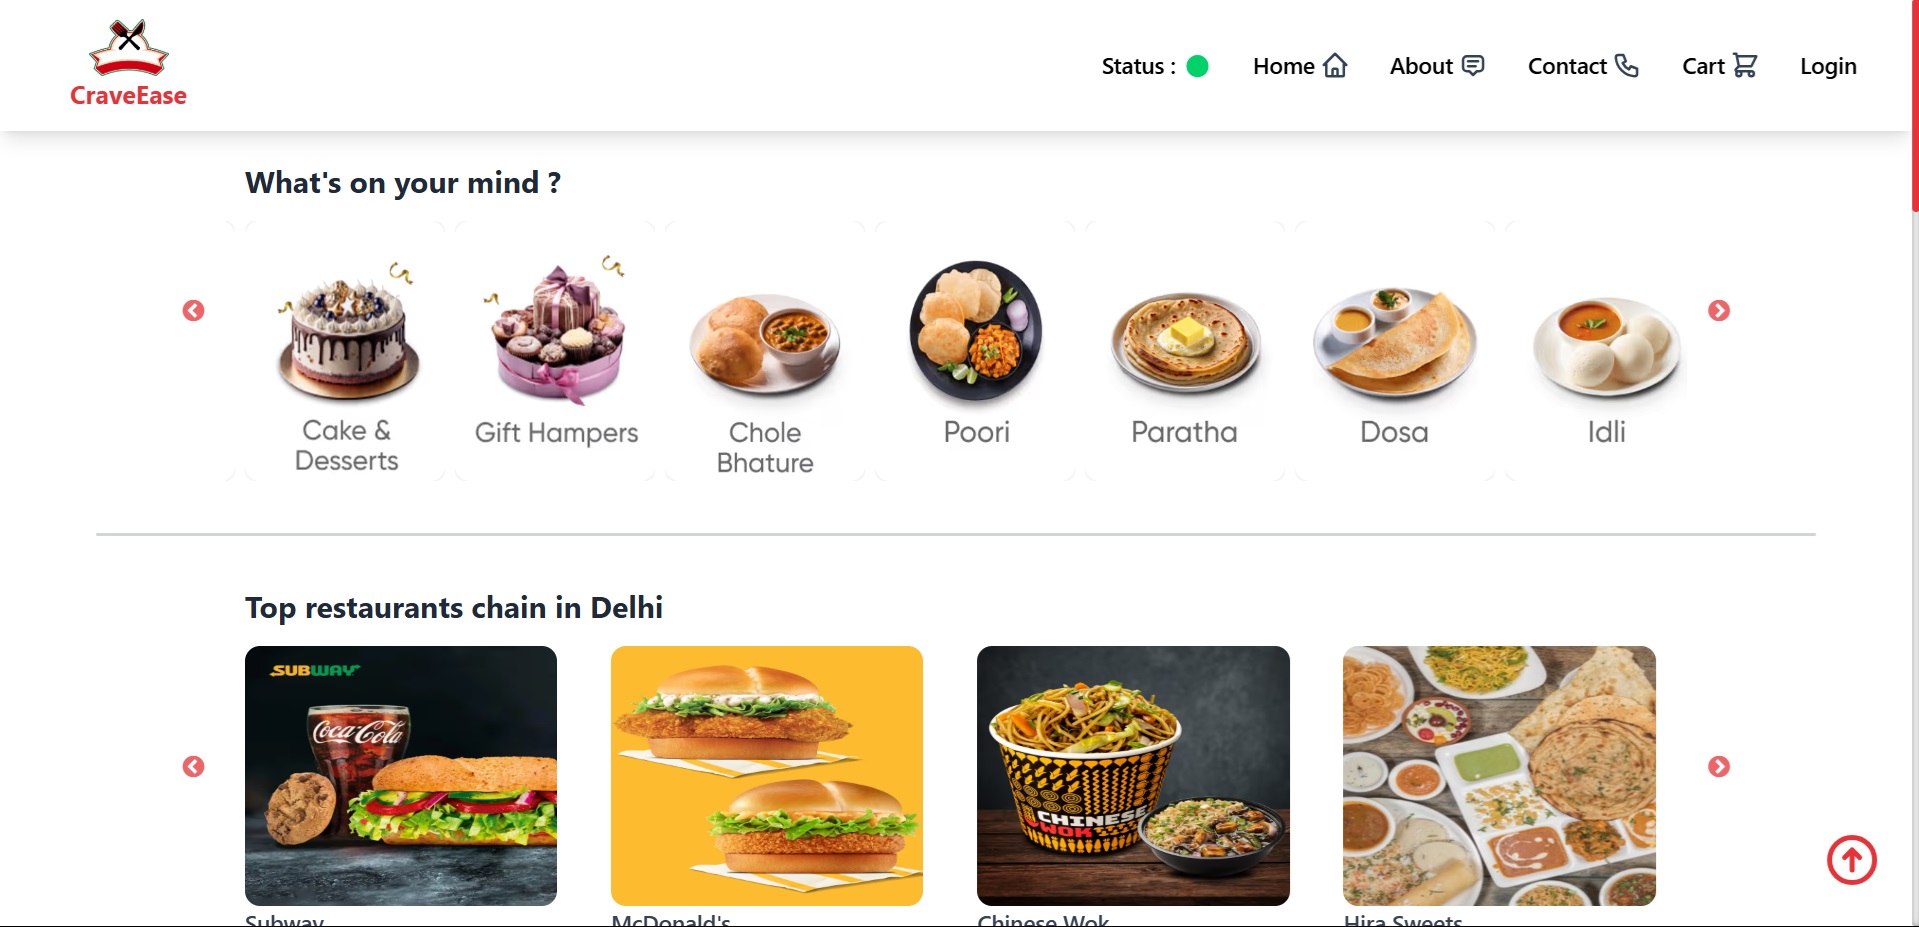 CraveEase
Status :
Home
About
Contact
Cart
Login
What's on your mind ?
Cake &
Desserts
Gift Hampers
Chole
Bhature
Poori
Paratha
Dosa
Idli
Top restaurants chain in Delhi
SUBWAY
Coca-Cola
CHINESE
WOK
Subway
McDonald's
Chinese Wok
Hira Sweets